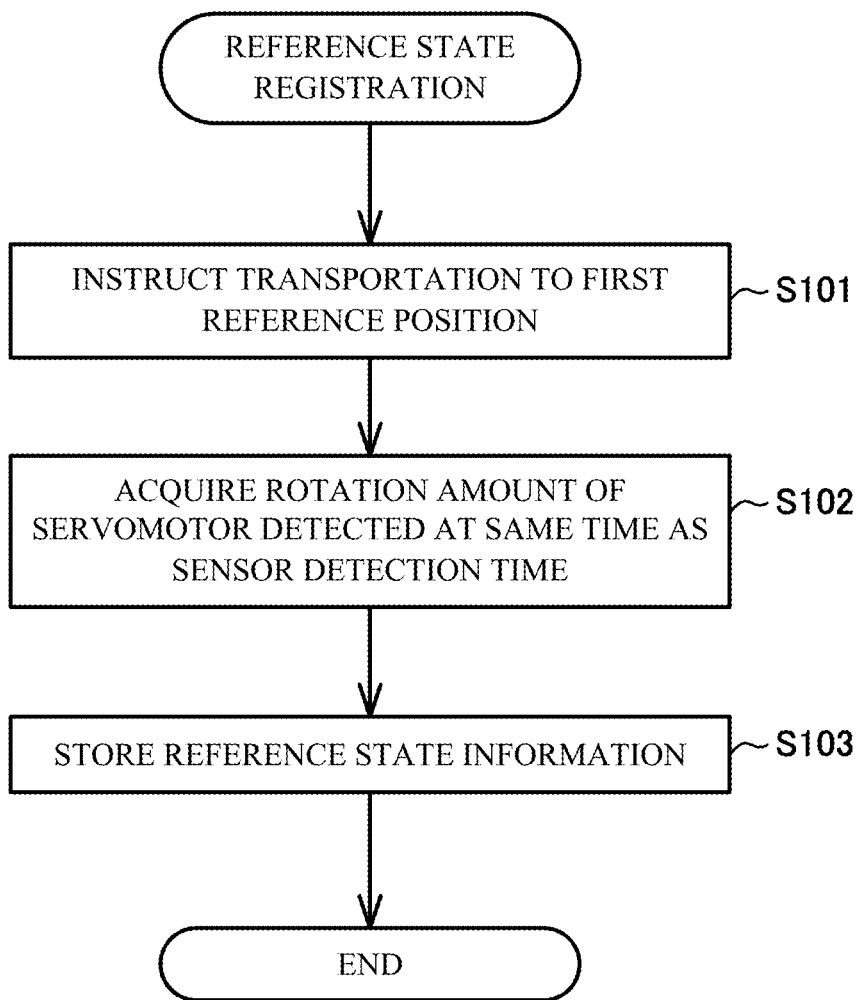 REFERENCE STATE
REGISTRATION
INSTRUCT TRANSPORTATION TO FIRST
REFERENCE POSITION
S101
ACQUIRE ROTATION AMOUNT OF
SERVOMOTOR DETECTED AT SAME TIME AS
SENSOR DETECTION TIME
S102
STORE REFERENCE STATE INFORMATION
S103
END